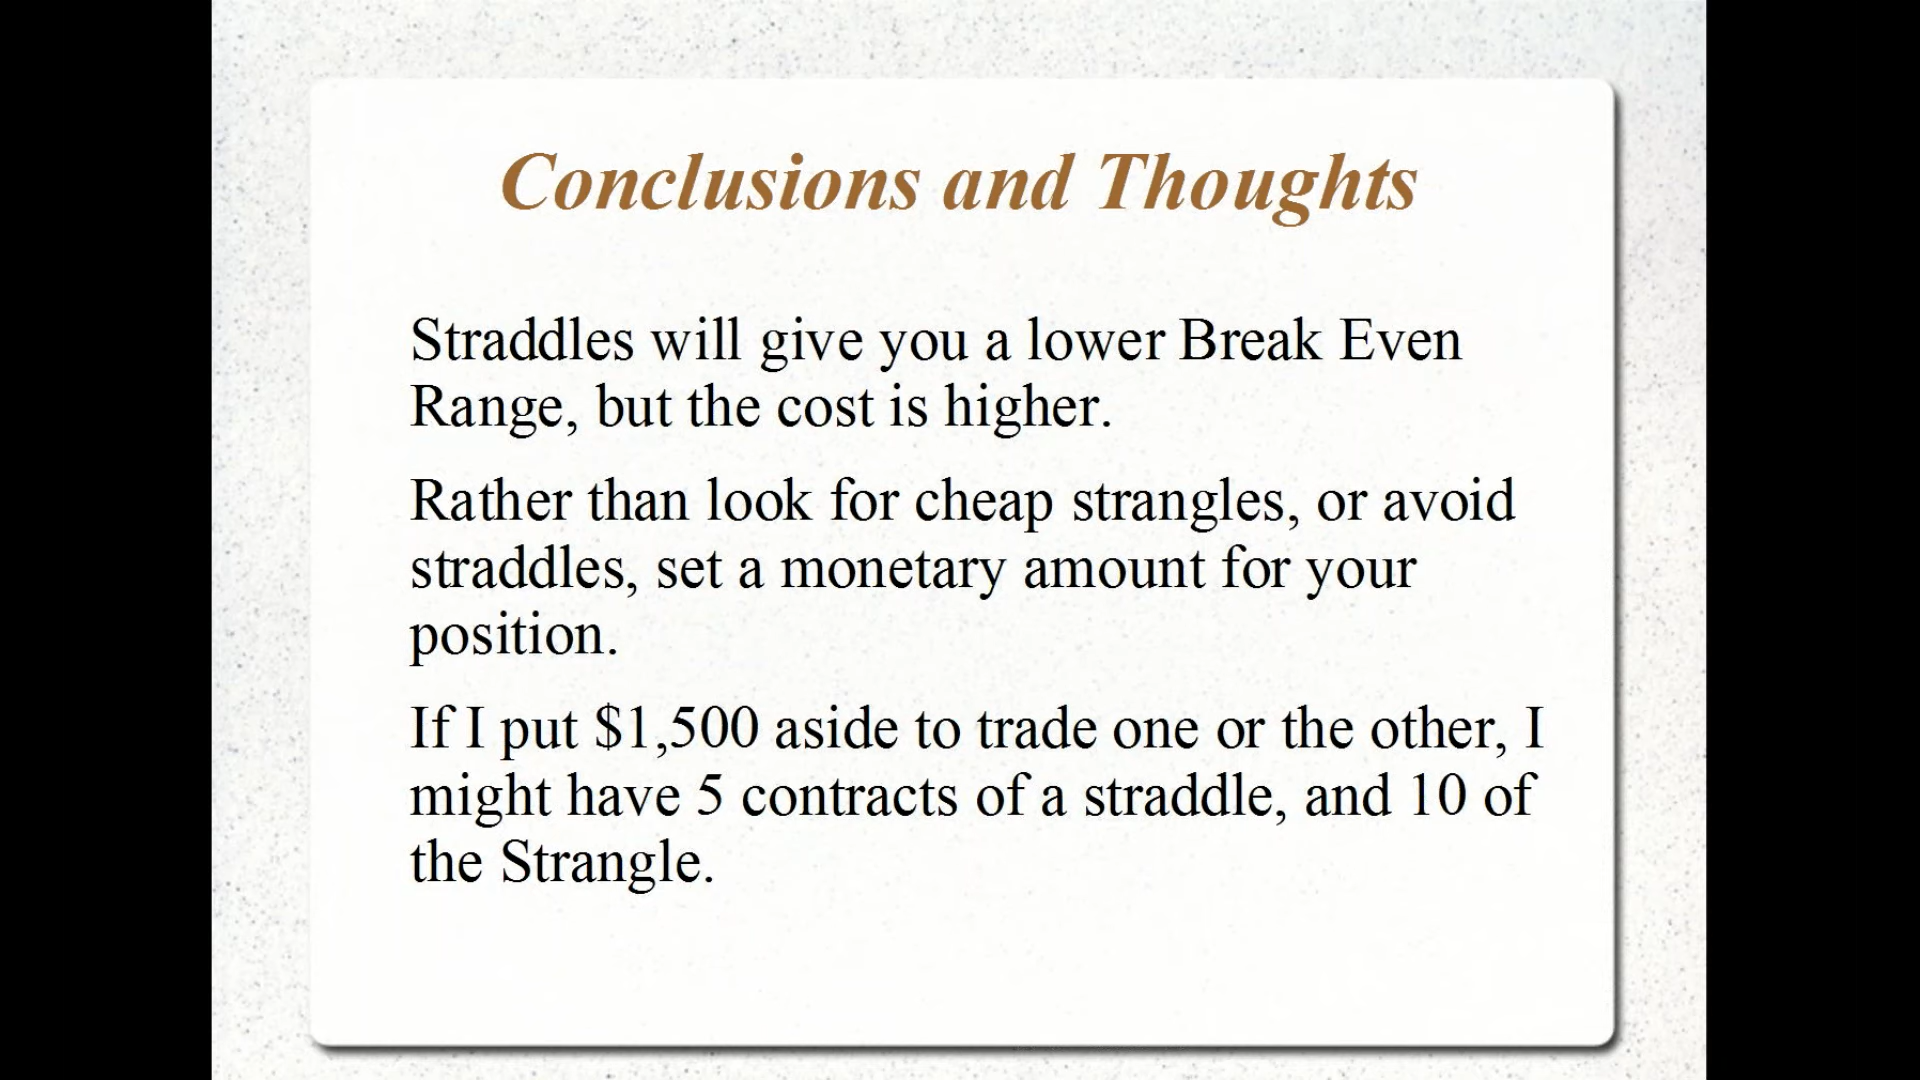 Conclusions and Thoughts
Straddles will give you a lower Break Even
Range, but the cost is higher.
Rather than look for cheap strangles, or avoid
straddles, set a monetary amount for your
position.
If I put $1,500 aside to trade one or the other, I
might have 5 contracts of a straddle, and 10 of
the Strangle.